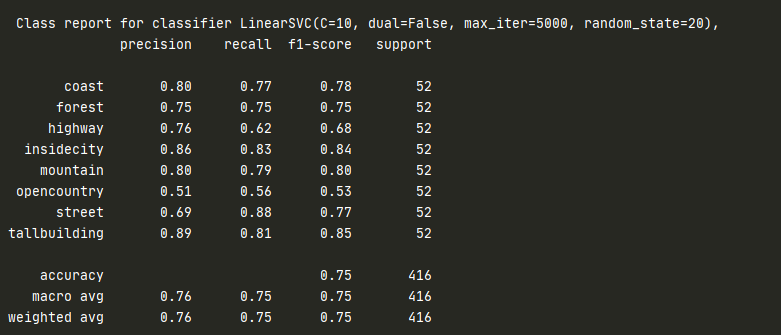 Class report for classifier LinearSVC(C=10, dual=False, max_iter=5000, random_state=20),
precision recall f1-score support
coast 0.80 0.77 0.78 52
forest 0.75 0.75 0.75 52
highway 0.76 0.62 0.68 52
insidecity 0.86 0.83 0.84 52
mountain 0.80 0.79 0.80 52
opencountry 0.51 0.56 0.53 52
street 0.69 0.88 0.77 52
tallbuilding 0.89 0.81 0.85 52
accuracy 0.75 416
macro avg 0.76 0.75 0.75 416
weighted avg 0.76 0.75 0.75 416